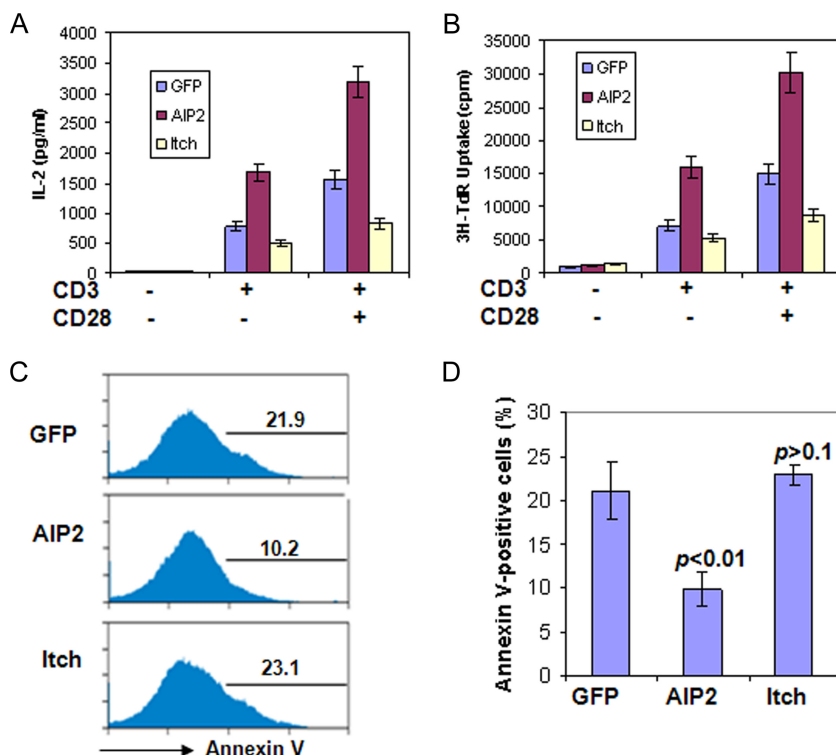 A
IL-2 (pg/ml)
4000
3500
3000
2500
2000
1500
1000
500
0
GFP
AIP2
Itch
CD3 - + +
CD28 - - +
B
3H-TdR Uptake(cpm)
35000
30000
25000
20000
15000
10000
5000
0
GFP
AIP2
Itch
CD3 - + +
CD28 - - +
C
GFP 21.9
AIP2 10.2
Itch 23.1
Annexin V
D
Annexin V-positive cells (%)
30
25
20
15
10
5
0
p<0.01
p>0.1
GFP AIP2 Itch